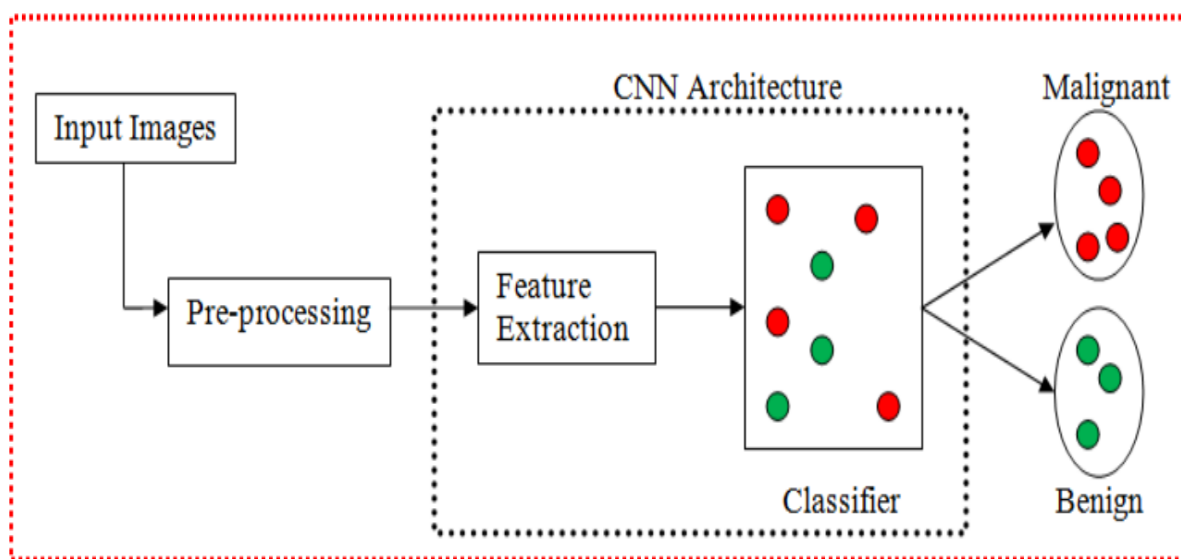 Input Images
Pre-processing
CNN Architecture
Feature
Extraction
Classifier
Malignant
Benign